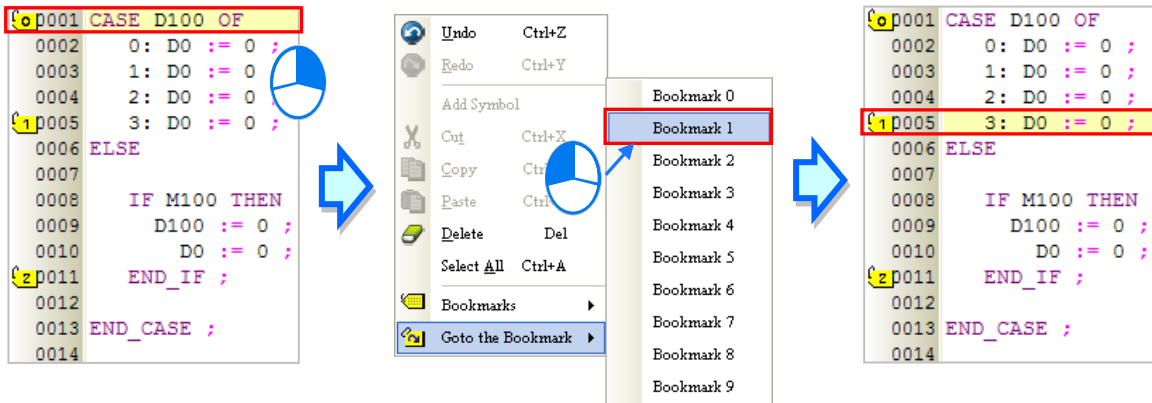 0001 CASE D100 OF
0002 0: D0 := 0 ;
0003 1: D0 := 0
0004 2: D0 := 0 ;
1 0005 3: D0 := 0 ;
0006 ELSE
0007
0008 IF M100 THEN
0009 D100 := 0 ;
0010 D0 := 0 ;
2 0011 END_IF ;
0012
0013 END_CASE ;
0014
Undo Ctrl+Z
Redo Ctrl+Y
Add Symbol
Cut Ctrl+X
Copy
Paste
Delete Del
Select All Ctrl+A
Bookmarks
Goto the Bookmark
Bookmark 0
Bookmark 1
Bookmark 2
Bookmark 3
Bookmark 4
Bookmark 5
Bookmark 6
Bookmark 7
Bookmark 8
Bookmark 9
0 0001 CASE D100 OF
0002 0: D0 := 0 ;
0003 1: D0 := 0 ;
0004 2: D0 := 0 ;
1 0005 3: D0 := 0 ;
0006 ELSE
0007
0008 IF M100 THEN
0009 D100 := 0 ;
0010 D0 := 0 ;
2 0011 END_IF ;
0012
0013 END_CASE ;
0014